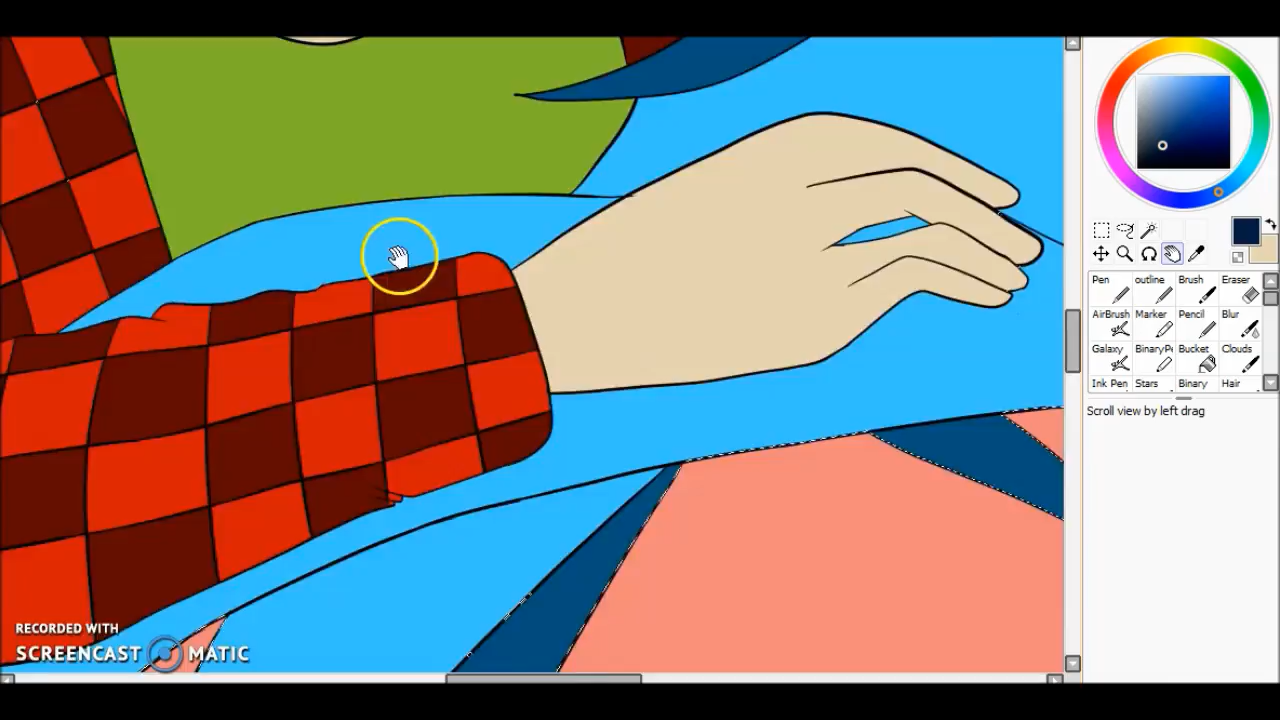 Pen outline Brush Eraser
AirBrush Marker Pencil Blur
Galaxy BinaryPe Bucket Clouds
Ink Pen Stars Binary Hair
Scroll view by left drag
RECORDED WITH
SCREENCAST MATIC